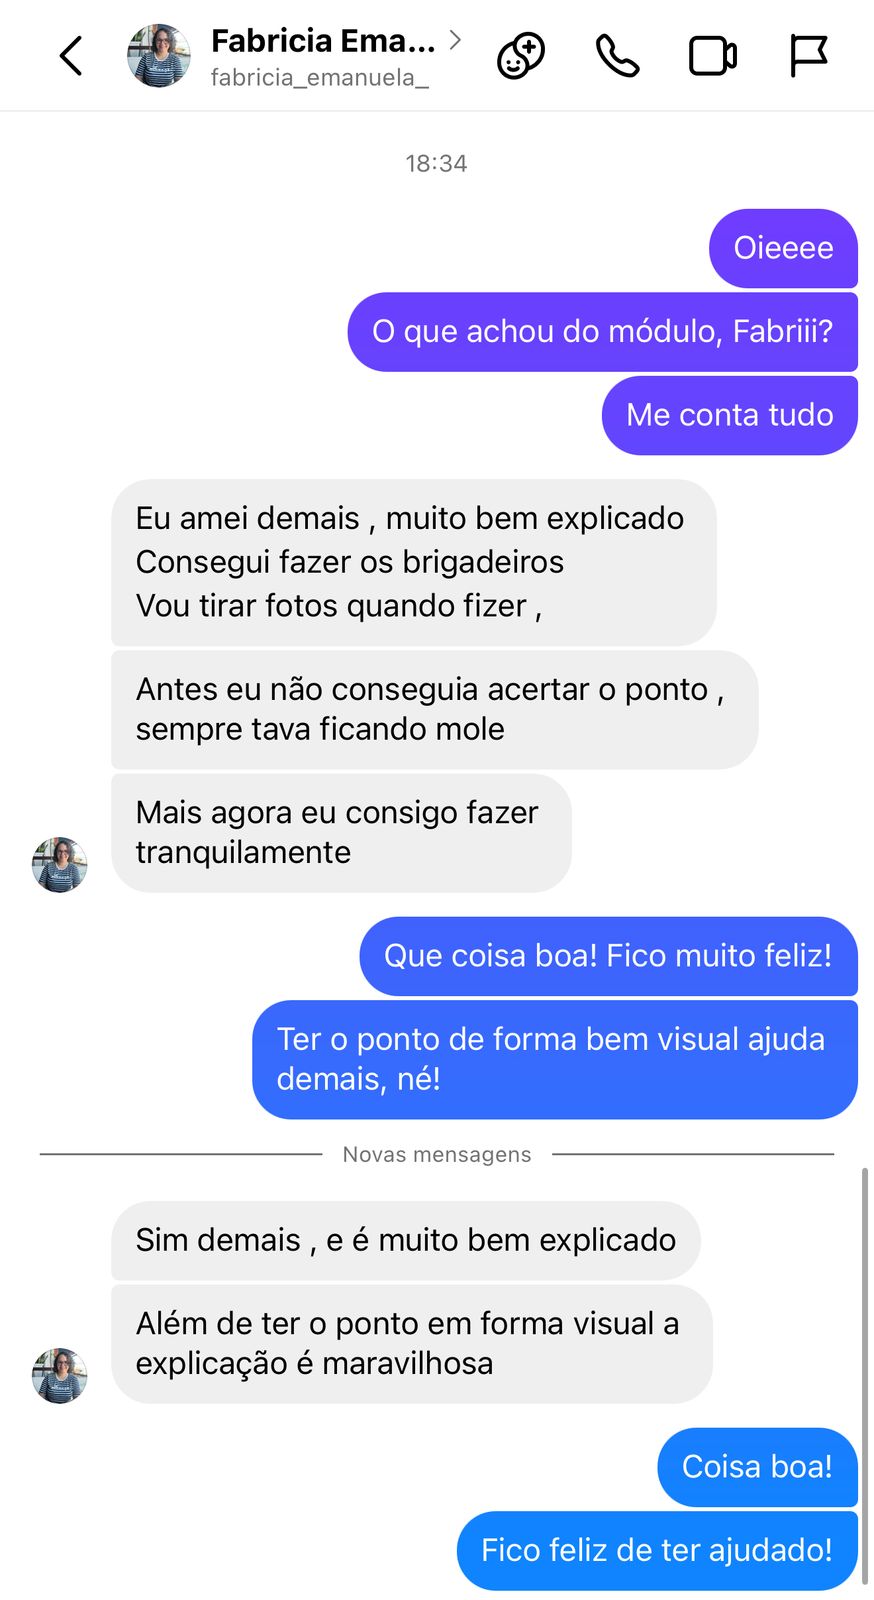 Fabricia Ema...
fabricia_emanuela_
18:34
Oieeee
O que achou do módulo, Fabriii?
Me conta tudo
Eu amei demais , muito bem explicado
Consegui fazer os brigadeiros
Vou tirar fotos quando fizer ,
Antes eu não conseguia acertar o ponto ,
sempre tava ficando mole
Mais agora eu consigo fazer
tranquilamente
Que coisa boa! Fico muito feliz!
Ter o ponto de forma bem visual ajuda
demais, né!
Novas mensagens
Sim demais , e é muito bem explicado
Além de ter o ponto em forma visual a
explicação é maravilhosa
Coisa boa!
Fico feliz de ter ajudado!